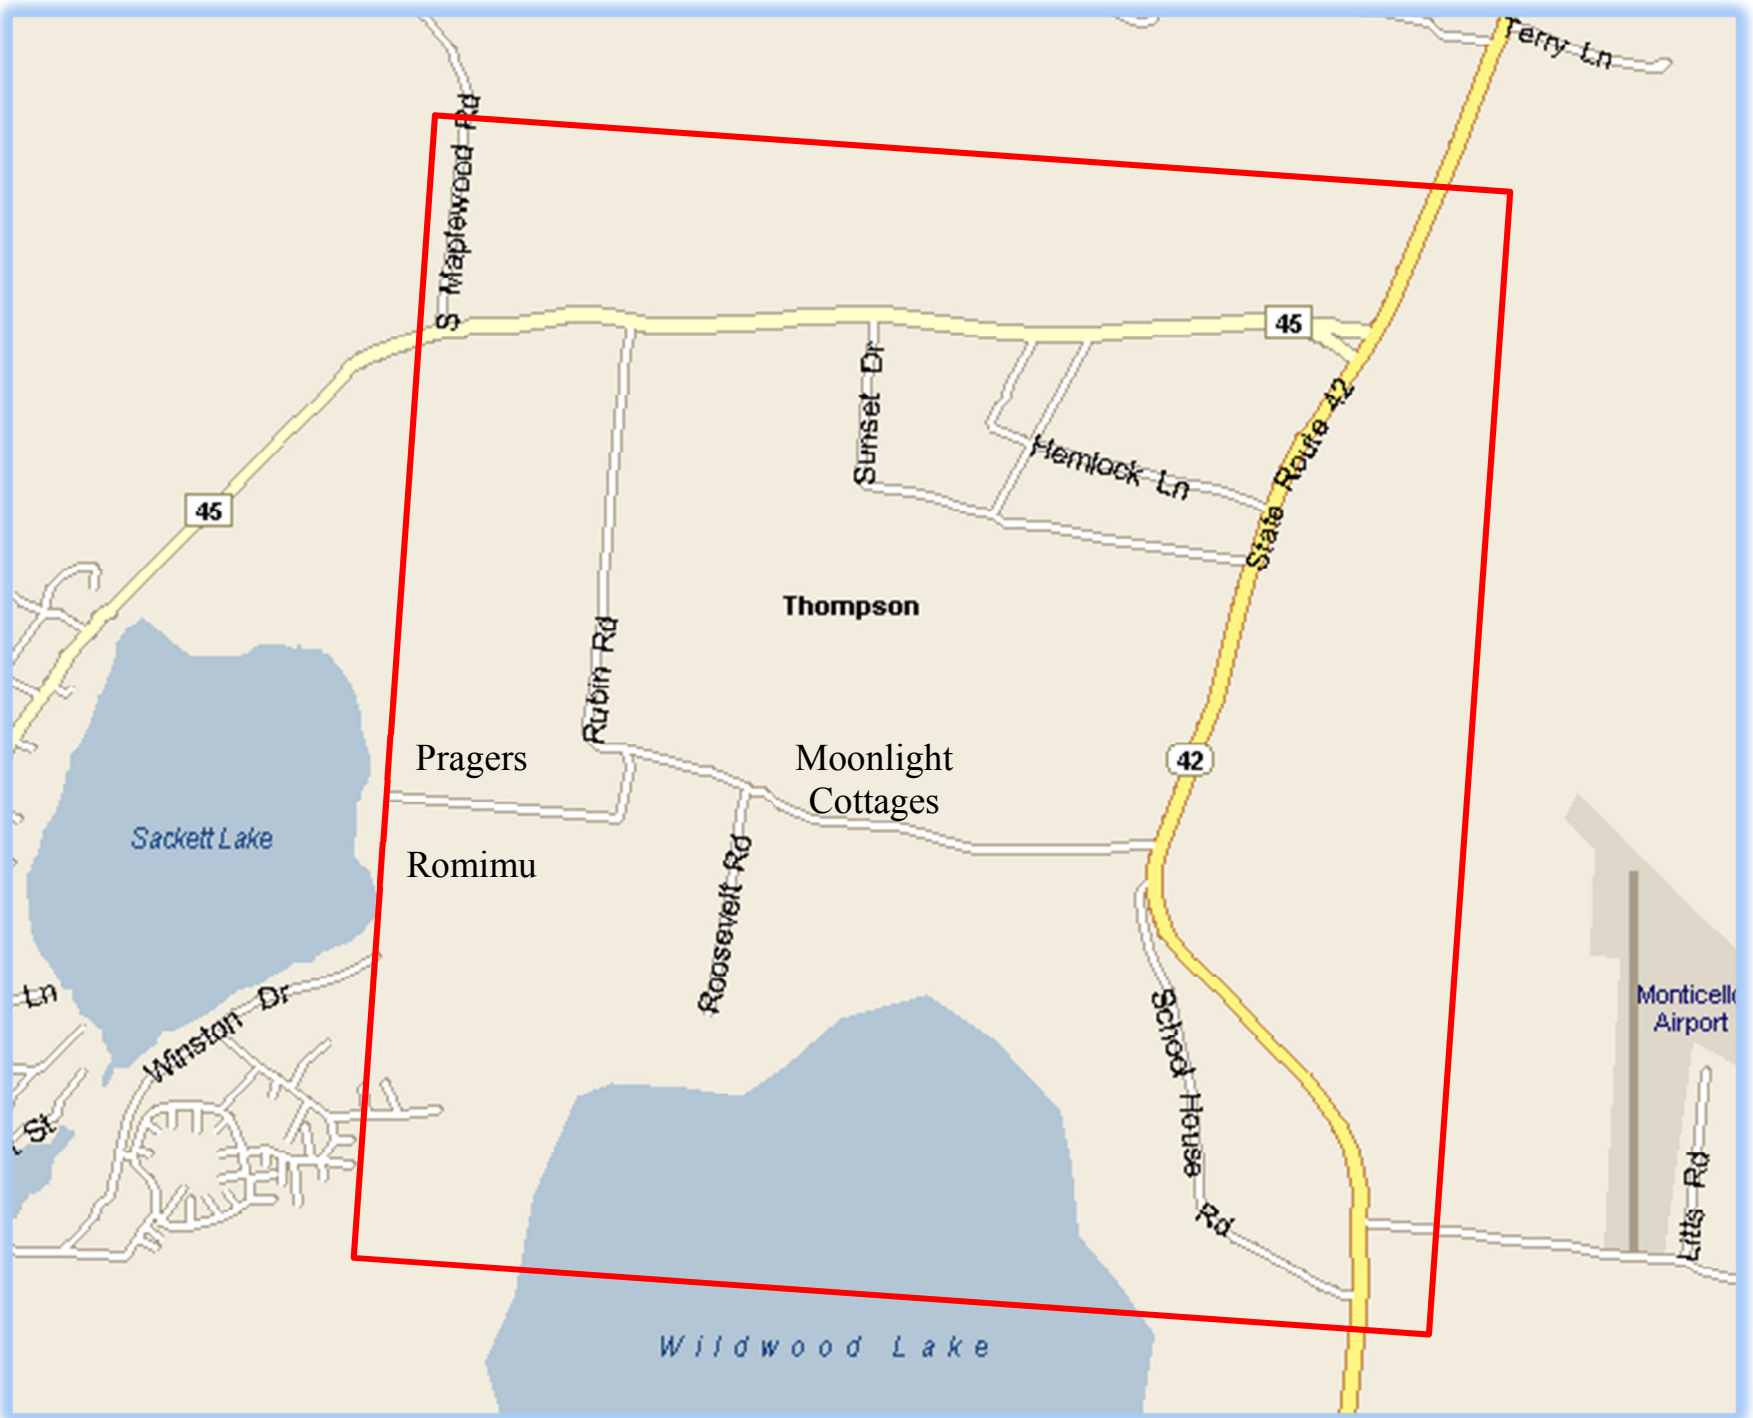 Terry Ln
S Maplewood Rd
45
Sunset Dr
State Route 42
Hemlock Ln
45
Thompson
Rubin Rd
Pragers
Moonlight
Cottages
42
Sackett Lake
Romimu
Roosevelt Rd
Ln
Winston Dr
School House Rd
Monticello
Airport
St
Litts Rd
Wildwood Lake